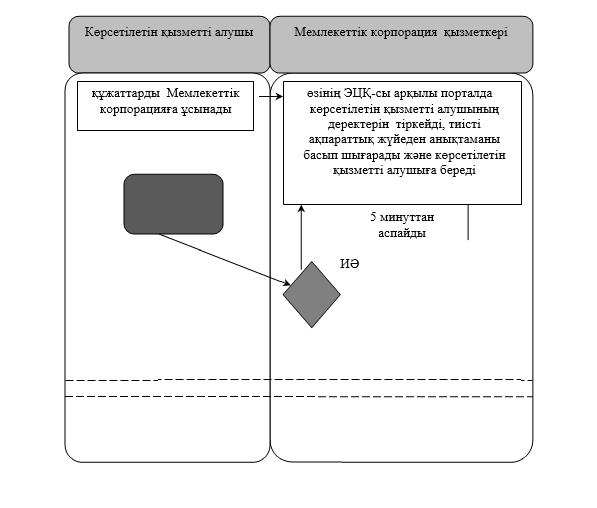 Көрсетілетін қызметті алушы
Мемлекеттік корпорация қызметкері
құжаттарды Мемлекеттік
корпорацияға ұсынады
өзінің ЭЦҚ-сы арқылы порталда
көрсетілетін қызметті алушының
деректерін тіркейді, тиісті
ақпараттық жүйеден анықтаманы
басып шығарады және көрсетілетін
қызметті алушыға береді
5 минуттан
аспайды
ИӘ